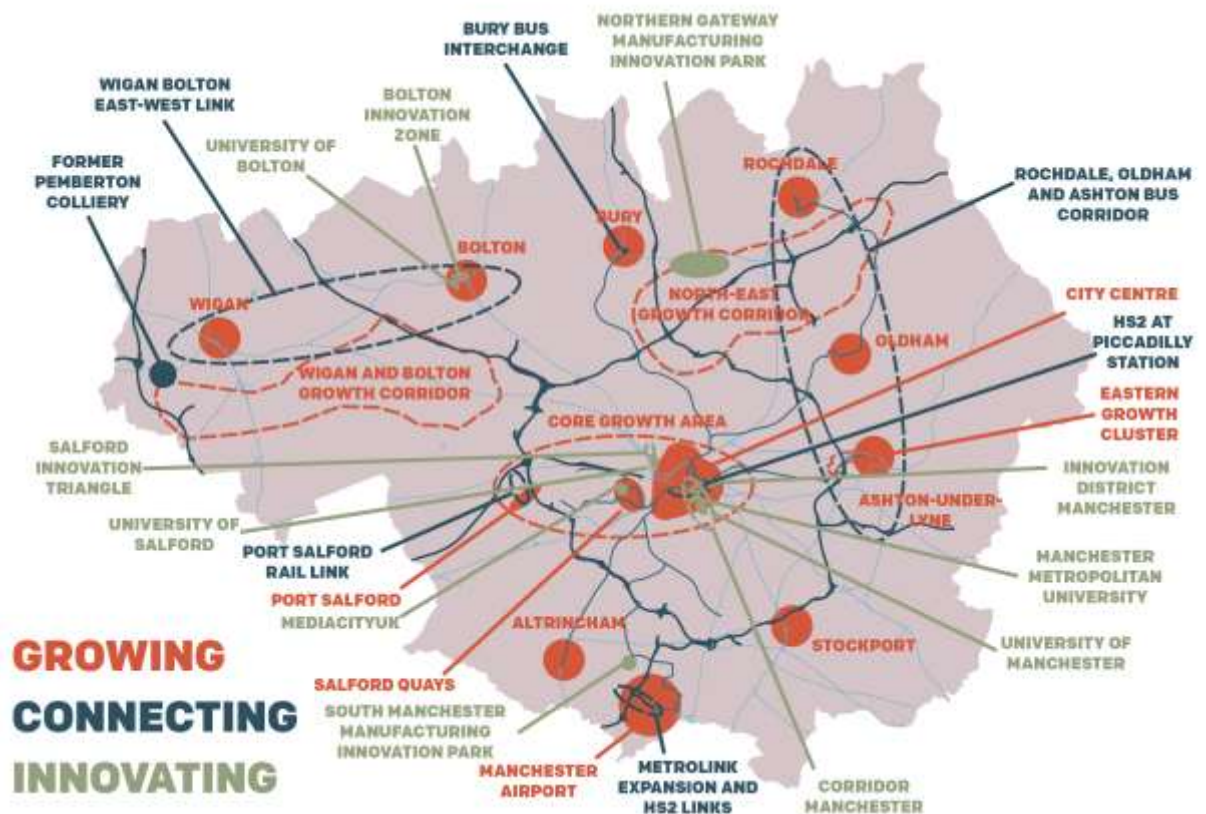 NORTHERN GATEWAY
MANUFACTURING
INNOVATION PARK
BURY BUS
INTERCHANGE
WIGAN BOLTON
EAST-WEST LINK
BOLTON
INNOVATION
ZONE
UNIVERSITY OF
BOLTON
FORMER
PEMBERTON
COLLIERY
ROCHDALE
ROCHDALE, OLDHAM
AND ASHTON BUS
CORRIDOR
BURY
BOLTON
WIGAN
NORTH-EAST
GROWTH CORRIDOR
CITY CENTRE
HS2 AT
PICCADILLY
STATION
OLDHAM
WIGAN AND BOLTON
GROWTH CORRIDOR
EASTERN
GROWTH
CLUSTER
CORE GROWTH AREA
SALFORD
INNOVATION
TRIANGLE
INNOVATION
DISTRICT
MANCHESTER
ASHTON-UNDER-
LYNE
UNIVERSITY OF
SALFORD
PORT SALFORD
RAIL LINK
MANCHESTER
METROPOLITAN
UNIVERSITY
PORT SALFORD
MEDIACITYUK
ALTRINCHAM
STOCKPORT
UNIVERSITY OF
MANCHESTER
SALFORD QUAYS
SOUTH MANCHESTER
MANUFACTURING
INNOVATION PARK
MANCHESTER
AIRPORT
METROLINK
EXPANSION AND
HS2 LINKS
CORRIDOR
MANCHESTER
GROWING
CONNECTING
INNOVATING